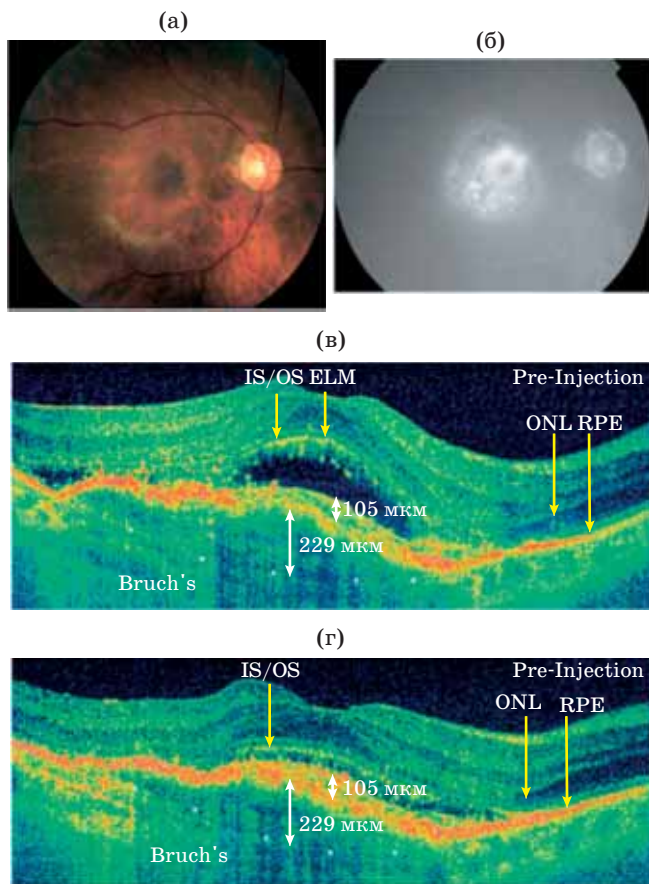 (а)
(б)
(в)
IS/OS ELM
Pre-Injection
ONL RPE
105 мкм
229 мкм
Bruch's
(г)
IS/OS
Pre-Injection
ONL
RPE
105 мкм
229 мкм
Bruch's